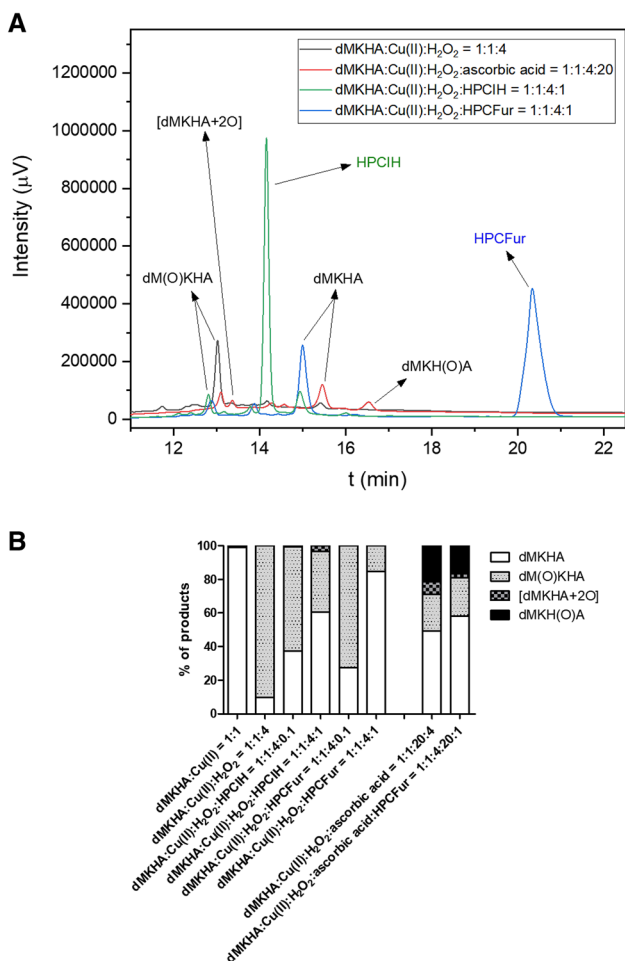 A
dMKHA:Cu(II):H₂O₂ = 1:1:4
dMKHA:Cu(II):H₂O₂:ascorbic acid = 1:1:4:20
dMKHA:Cu(II):H₂O₂:HPCIH = 1:1:4:1
dMKHA:Cu(II):H₂O₂:HPCFur = 1:1:4:1
[dMKHA+2O]
HPCIH
HPCFur
dM(O)KHA
dMKHA
dMKH(O)A
1200000
1000000
800000
600000
400000
200000
0
Intensity (μV)
12 14 16 18 20 22
t (min)
B
100
80
60
40
20
0
% of products
dMKHA
dM(O)KHA
[dMKHA+2O]
dMKH(O)A
dMKHA:Cu(II) = 1:1
dMKHA:Cu(II):H₂O₂ = 1:1:4
dMKHA:Cu(II):H₂O₂:HPCIH = 1:1:4:0.1
dMKHA:Cu(II):H₂O₂:HPCIH = 1:1:4:1
dMKHA:Cu(II):H₂O₂:HPCFur = 1:1:4:0.1
dMKHA:Cu(II):H₂O₂:HPCFur = 1:1:4:1
dMKHA:Cu(II):H₂O₂:ascorbic acid = 1:1:20:4
dMKHA:Cu(II):H₂O₂:ascorbic acid:HPCFur = 1:1:4:20:1